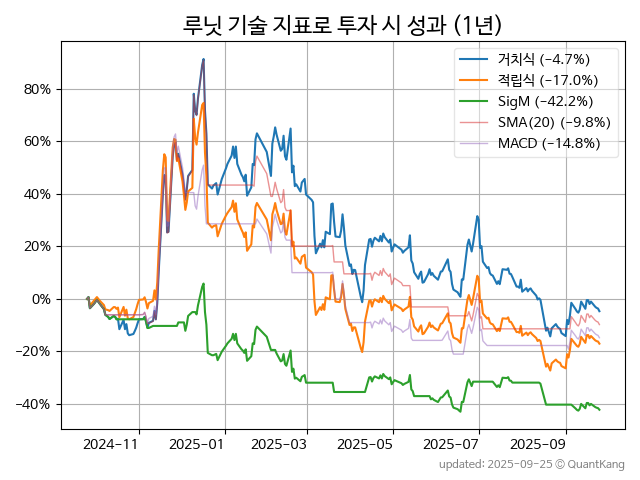 루닛 기술 지표로 투자 시 성과 (1년)
거치식 (−4.7%)
적립식 (−17.0%)
SigM (−42.2%)
SMA(20) (−9.8%)
MACD (−14.8%)
80%
60%
40%
20%
0%
−20%
−40%
2024−11 2025−01 2025−03 2025−05 2025−07 2025−09
updated: 2025−09−25 ⓒ QuantKang